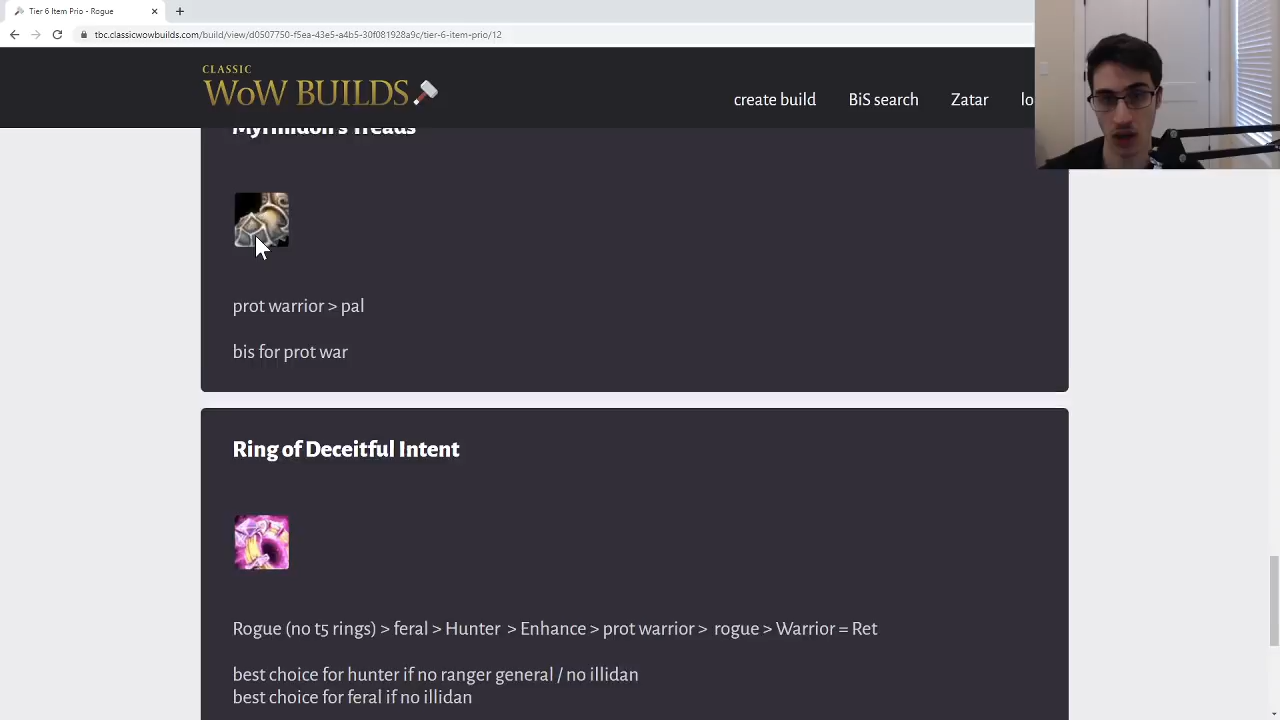 Tier 6 Item Prio - Rogue
tbc.classicwowbuilds.com/build/view/d0507750-f5ea-43e5-a4b5-30f081928a9c/tier-6-item-prio/12
CLASSIC
WoW BUILDS
create build
BiS search
Zatar
lo
Myrmidon's Treads
prot warrior > pal
bis for prot war
Ring of Deceitful Intent
Rogue (no t5 rings) > feral > Hunter > Enhance > prot warrior > rogue > Warrior = Ret
best choice for hunter if no ranger general / no illidan
best choice for feral if no illidan